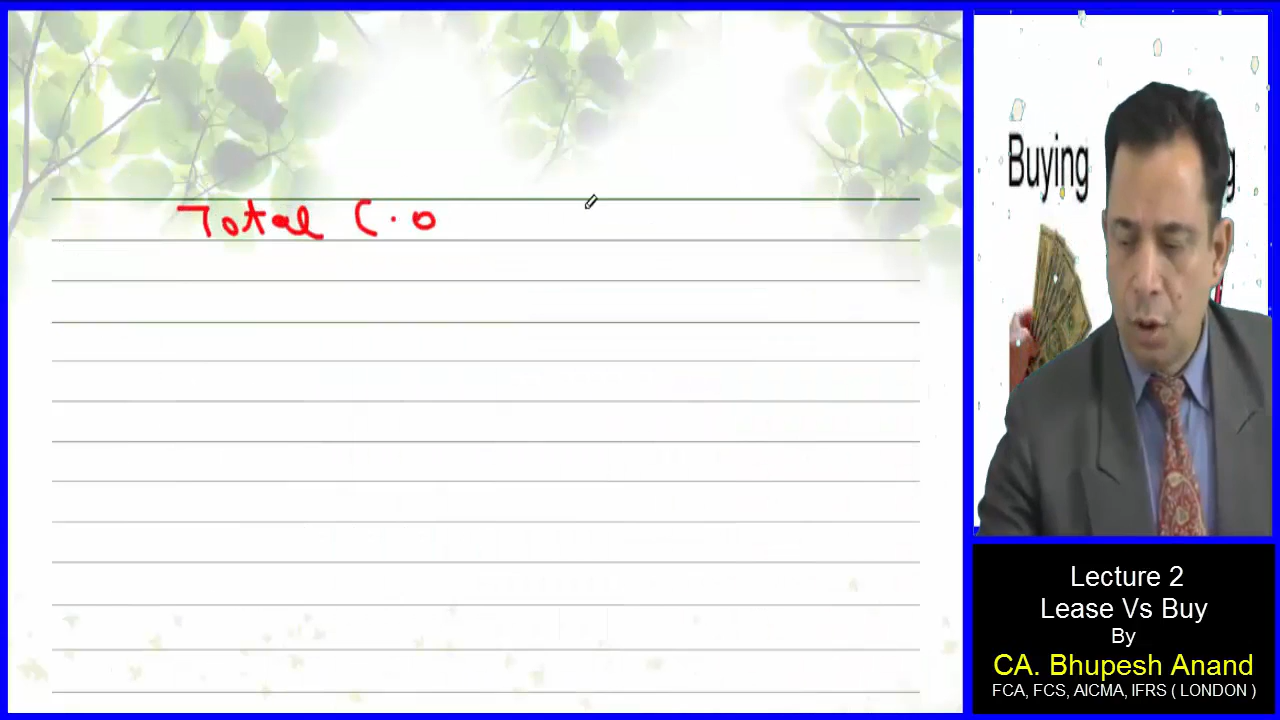 Total C.O
Buying
g
Lecture 2
Lease Vs Buy
By
CA. Bhupesh Anand
FCA, FCS, AICMA, IFRS ( LONDON )